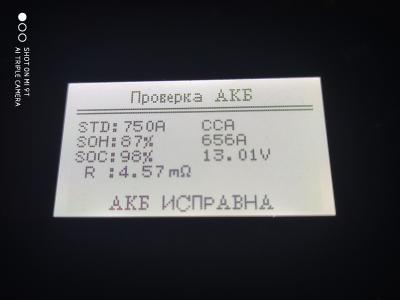 Проверка АКБ
STD:750A CCA
SOH:87% 656A
SOC:98% 13.01V
R :4.57mΩ
АКБ ИСПРАВНА
SHOT ON MI 9T
AI TRIPLE CAMERA